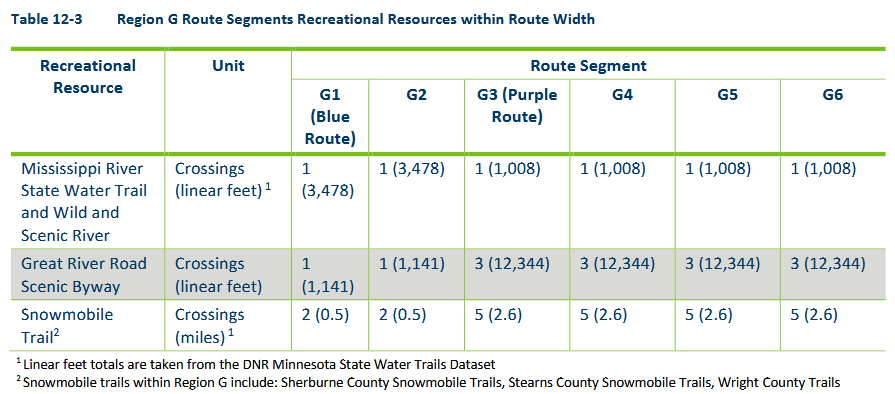 Table 12-3 Region G Route Segments Recreational Resources within Route Width
Recreational Resource Unit Route Segment
G1 (Blue Route) G2 G3 (Purple Route) G4 G5 G6
Mississippi River State Water Trail and Wild and Scenic River Crossings (linear feet) 1 1 (3,478) 1 (3,478) 1 (1,008) 1 (1,008) 1 (1,008) 1 (1,008)
Great River Road Scenic Byway Crossings (linear feet) 1 (1,141) 1 (1,141) 3 (12,344) 3 (12,344) 3 (12,344) 3 (12,344)
Snowmobile Trail2 Crossings (miles) 1 2 (0.5) 2 (0.5) 5 (2.6) 5 (2.6) 5 (2.6) 5 (2.6)
1 Linear feet totals are taken from the DNR Minnesota State Water Trails Dataset
2 Snowmobile trails within Region G include: Sherburne County Snowmobile Trails, Stearns County Snowmobile Trails, Wright County Trails